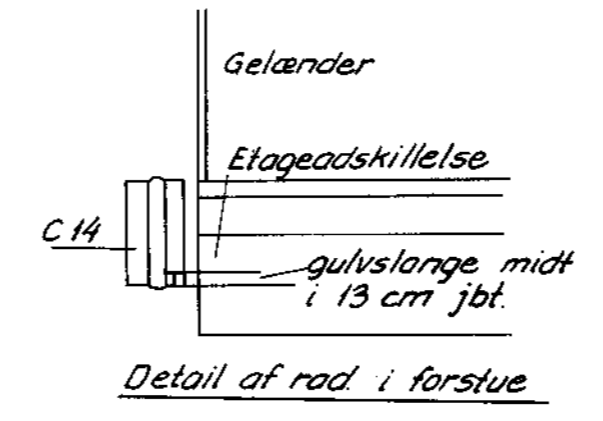 Gelænder
Etageadskillelse
C 14
gulvslange midt
i 13 cm jbt.
Detail af rad i forstue